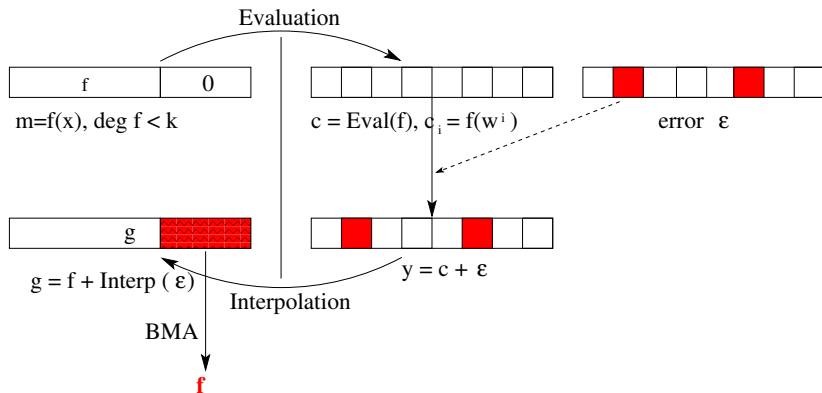 Evaluation
f 0
m=f(x), deg f < k
c = Eval(f), c i = f(w i )
error ε
g
g = f + Interp ( ε)
y = c + ε
Interpolation
BMA
f